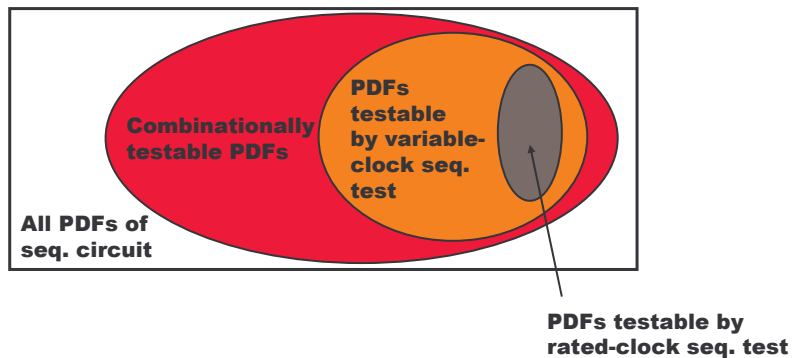 Combinationally
testable PDFs
PDFs
testable
by variable-
clock seq.
test
All PDFs of
seq. circuit
PDFs testable by
rated-clock seq. test